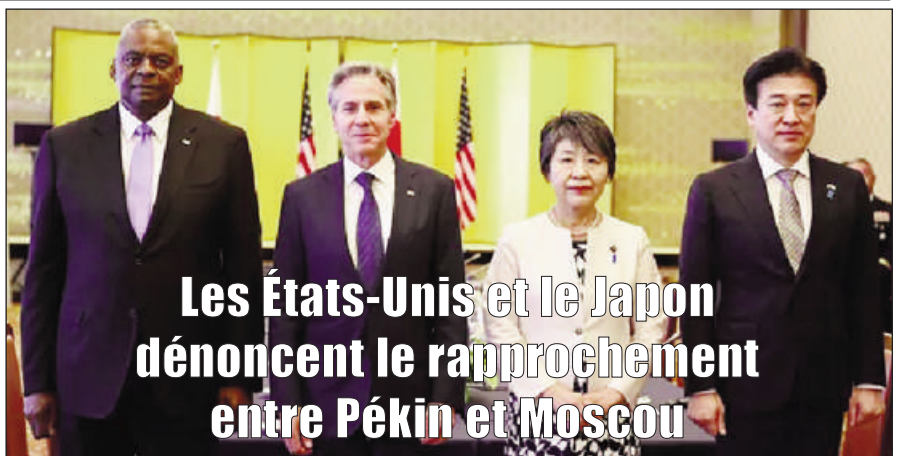 Les États-Unis et le Japon
dénoncent le rapprochement
entre Pékin et Moscou